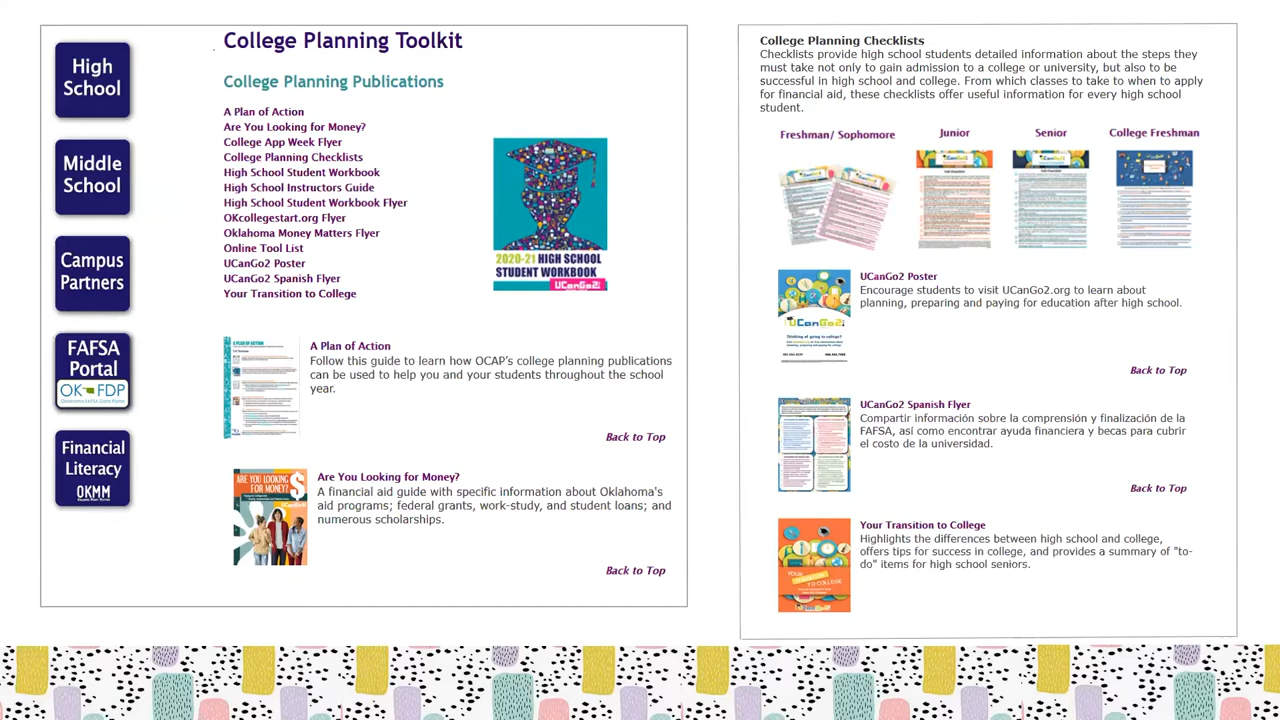 High
School
Middle
School
Campus
Partners
FAFSA
Portal
OK FDP
Financial
Literacy
OKMM
College Planning Toolkit
College Planning Publications
A Plan of Action
Are You Looking for Money?
College App Week Flyer
College Planning Checklists
High School Student Workbook
High School Instructors Guide
High School Student Workbook Flyer
OKcollegestart.org Flyer
Oklahoma Money Matters Flyer
Online Tool List
UCanGo2 Poster
UCanGo2 Spanish Flyer
Your Transition to College
2020-21 HIGH SCHOOL
STUDENT WORKBOOK
UCanGo2
A PLAN OF ACTION
A Plan of Action
Follow this guide to learn how OCAP’s college planning publications
can be used to help you and your students throughout the school
year.
Back to Top
ARE YOU LOOKING
FOR MONEY?
UCanGo2
Are You Looking for Money?
A financial aid guide with specific information about Oklahoma's
aid programs; federal grants, work-study, and student loans; and
numerous scholarships.
Back to Top
College Planning Checklists
Checklists provide high school students detailed information about the steps they
must take not only to gain admission to a college or university, but also to be
successful in high school and college. From which classes to take to when to apply
for financial aid, these checklists offer useful information for every high school
student.
Freshman/ Sophomore
Junior
Senior
College Freshman
UCanGo2
Thinking of going to college?
UCanGo2 Poster
Encourage students to visit UCanGo2.org to learn about
planning, preparing and paying for education after high school.
Back to Top
UCanGo2 Spanish Flyer
Compartir información sobre la comprensión y finalización de la
FAFSA, así como encontrar ayuda financiera y becas para cubrir
el costo de la universidad.
Back to Top
YOUR
TRANSITION
TO COLLEGE
UCanGo2
Your Transition to College
Highlights the differences between high school and college,
offers tips for success in college, and provides a summary of "to-
do" items for high school seniors.